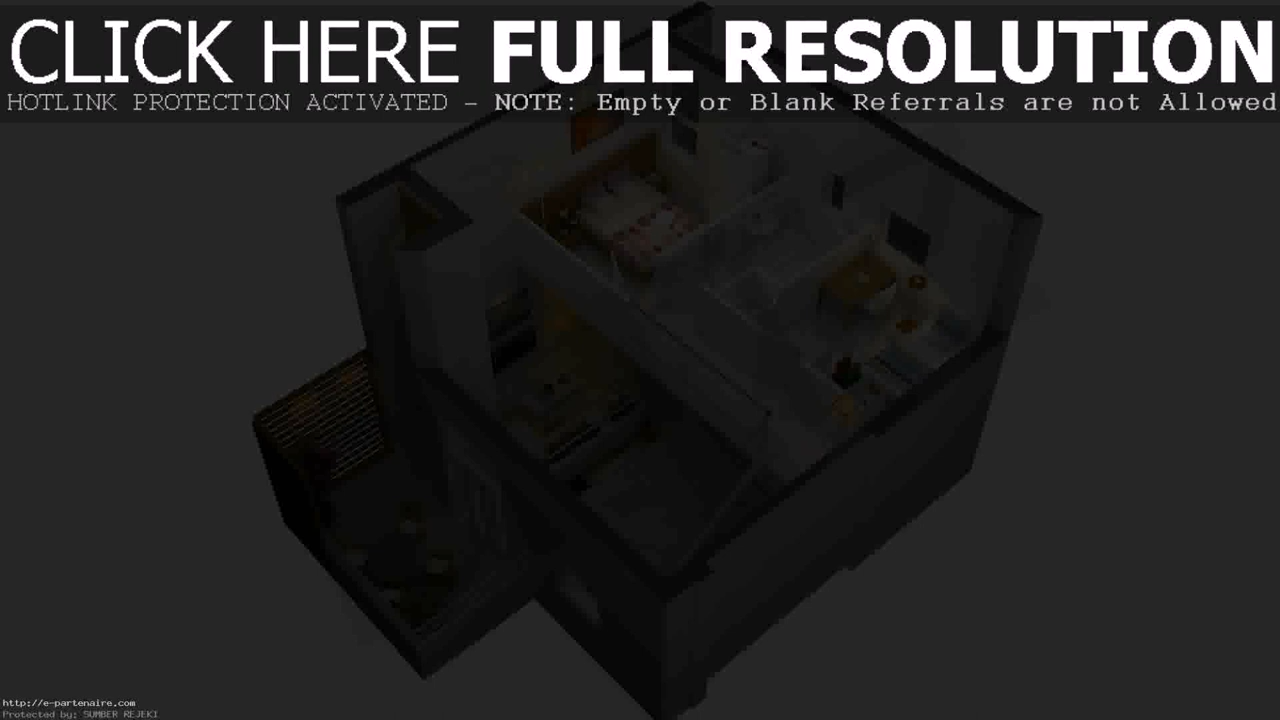 CLICK HERE FULL RESOLUTION
HOTLINK PROTECTION ACTIVATED – NOTE: Empty or Blank Referrals are not Allowed
http://e-partenaire.com
Protected by: SUMBER REJEKI